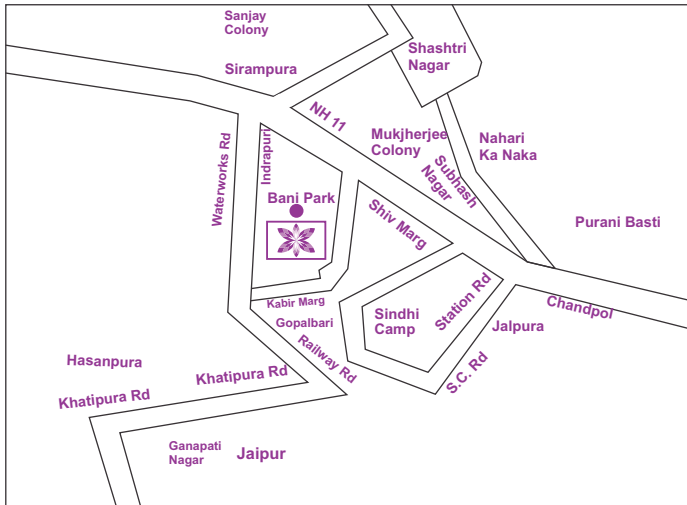 Sanjay
Colony
Sirampura
Shashtri
Nagar
NH 11
Mukjherjee
Colony
Nahari
Ka Naka
Subhash
Nagar
Waterworks Rd
Indrapuri
Bani Park
Shiv Marg
Purani Basti
Kabir Marg
Gopalbari
Sindhi
Camp
Station Rd
Chandpol
Jalpura
Railway Rd
S.C. Rd
Hasanpura
Khatipura Rd
Khatipura Rd
Ganapati
Nagar
Jaipur